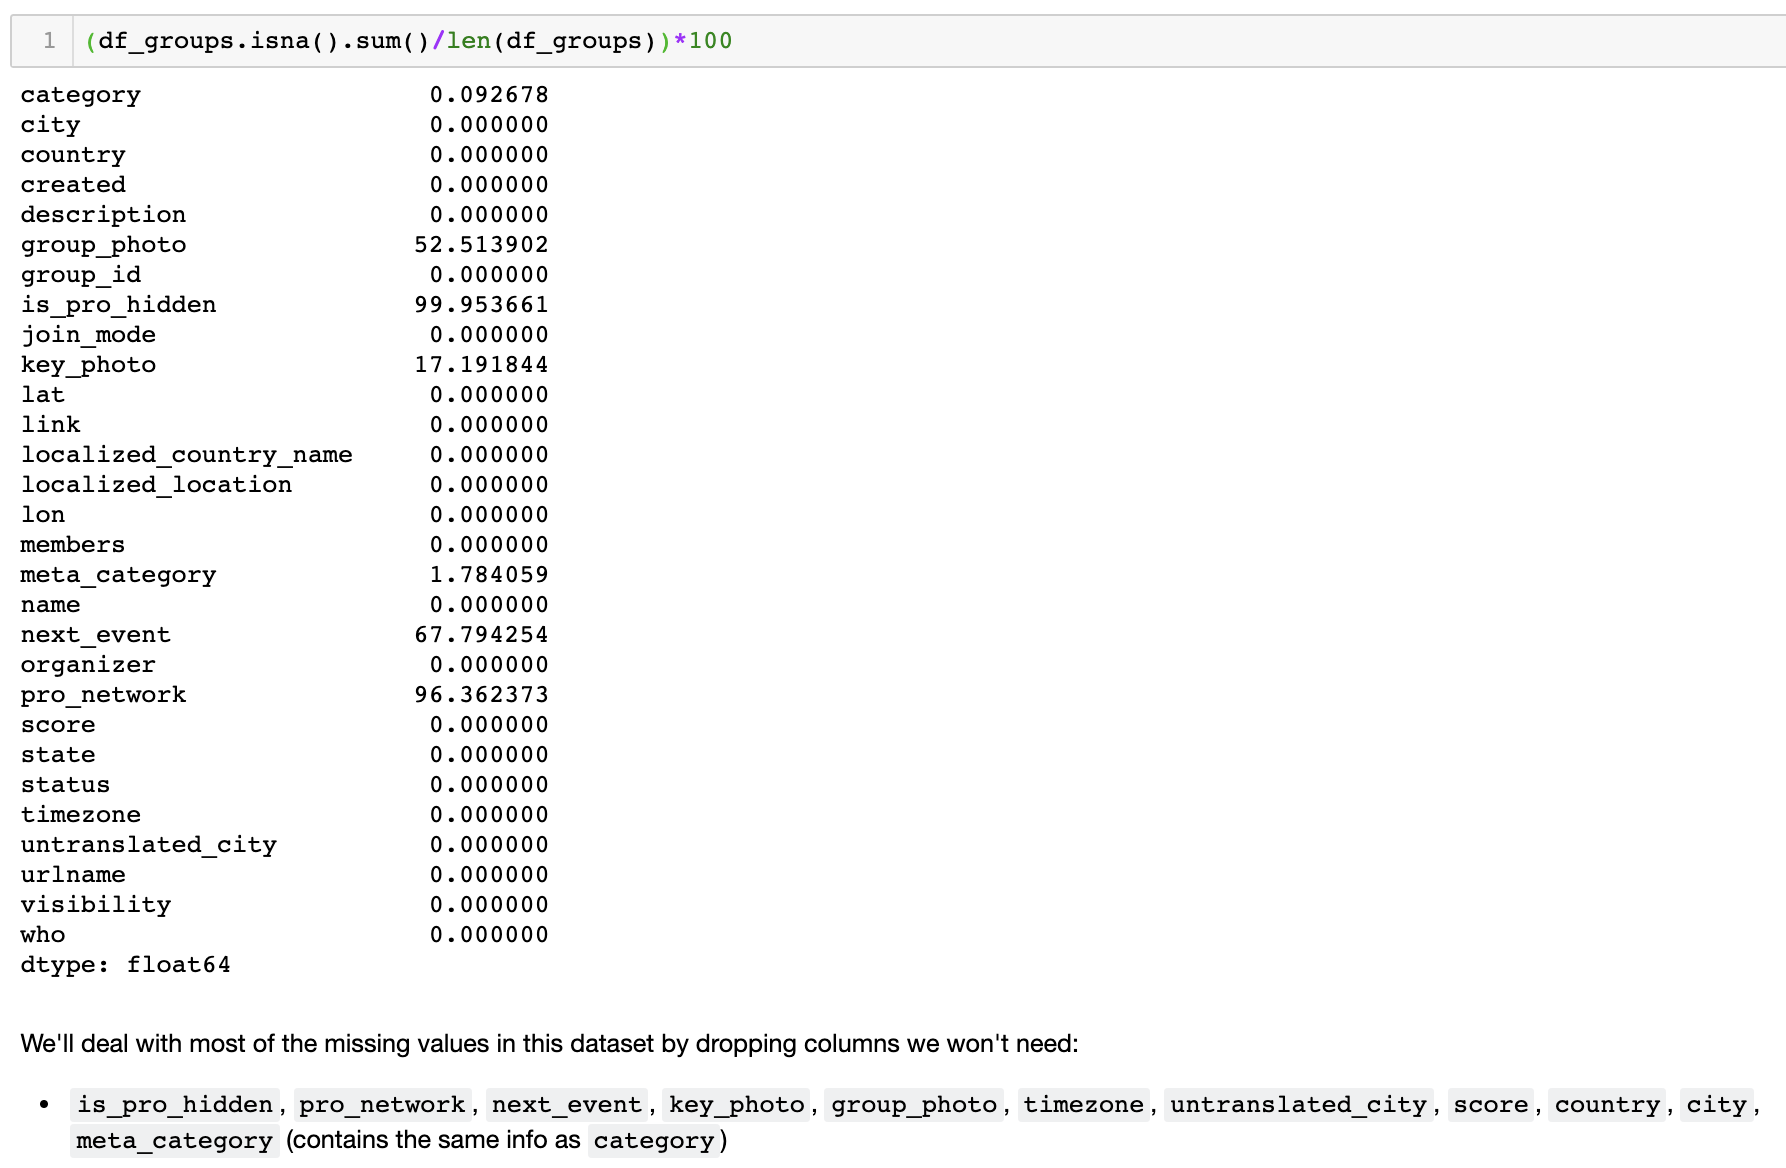 1 (df_groups.isna().sum()/len(df_groups))*100
category 0.092678
city 0.000000
country 0.000000
created 0.000000
description 0.000000
group_photo 52.513902
group_id 0.000000
is_pro_hidden 99.953661
join_mode 0.000000
key_photo 17.191844
lat 0.000000
link 0.000000
localized_country_name 0.000000
localized_location 0.000000
lon 0.000000
members 0.000000
meta_category 1.784059
name 0.000000
next_event 67.794254
organizer 0.000000
pro_network 96.362373
score 0.000000
state 0.000000
status 0.000000
timezone 0.000000
untranslated_city 0.000000
urlname 0.000000
visibility 0.000000
who 0.000000
dtype: float64
We'll deal with most of the missing values in this dataset by dropping columns we won't need:
• is_pro_hidden, pro_network, next_event, key_photo, group_photo, timezone, untranslated_city, score, country, city,
meta_category (contains the same info as category)